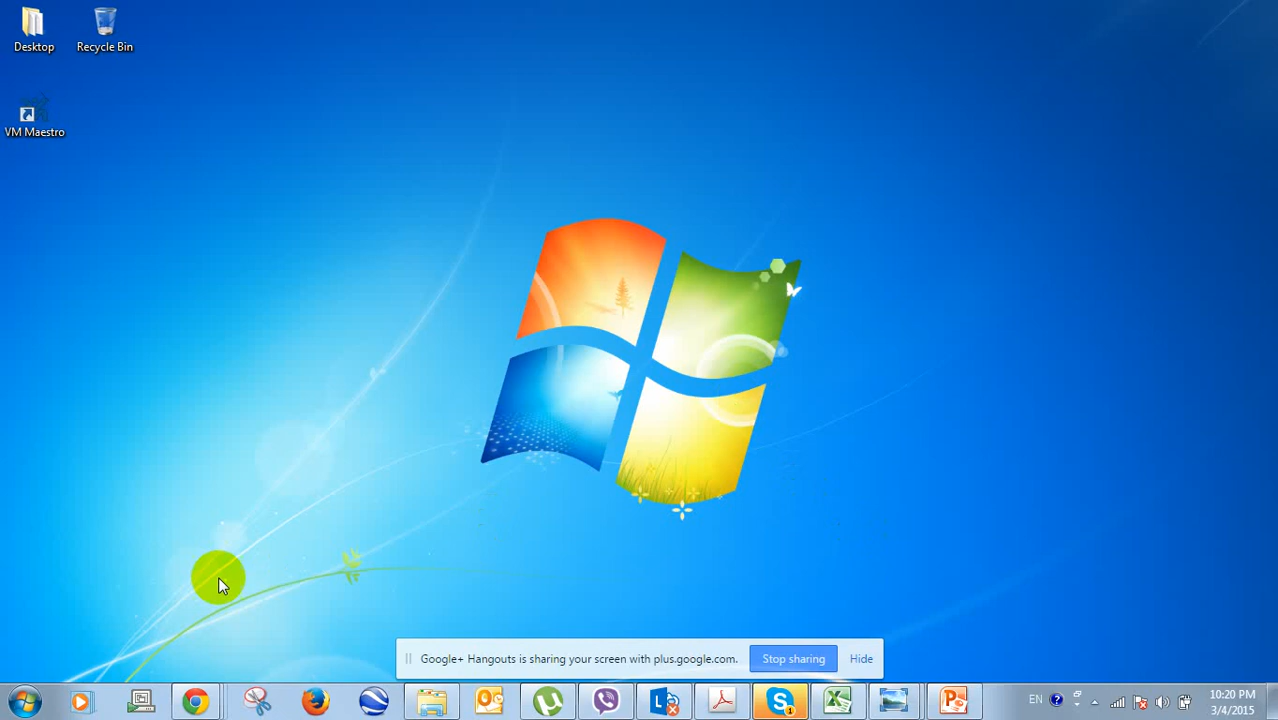 Desktop
Recycle Bin
VM Maestro
Google+ Hangouts is sharing your screen with plus.google.com.
Stop sharing
Hide
EN
10:20 PM
3/4/2015